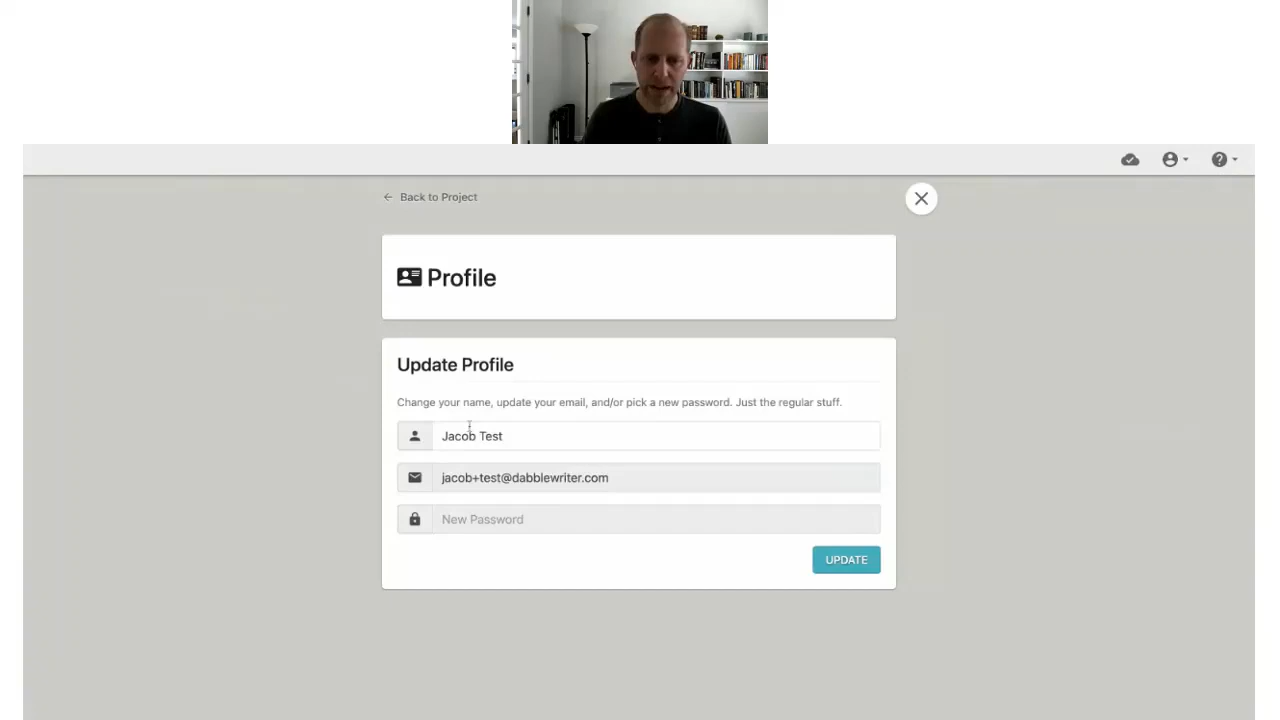 Back to Project
Profile
Update Profile
Change your name, update your email, and/or pick a new password. Just the regular stuff.
Jacob Test
jacob+test@dabblewriter.com
New Password
UPDATE